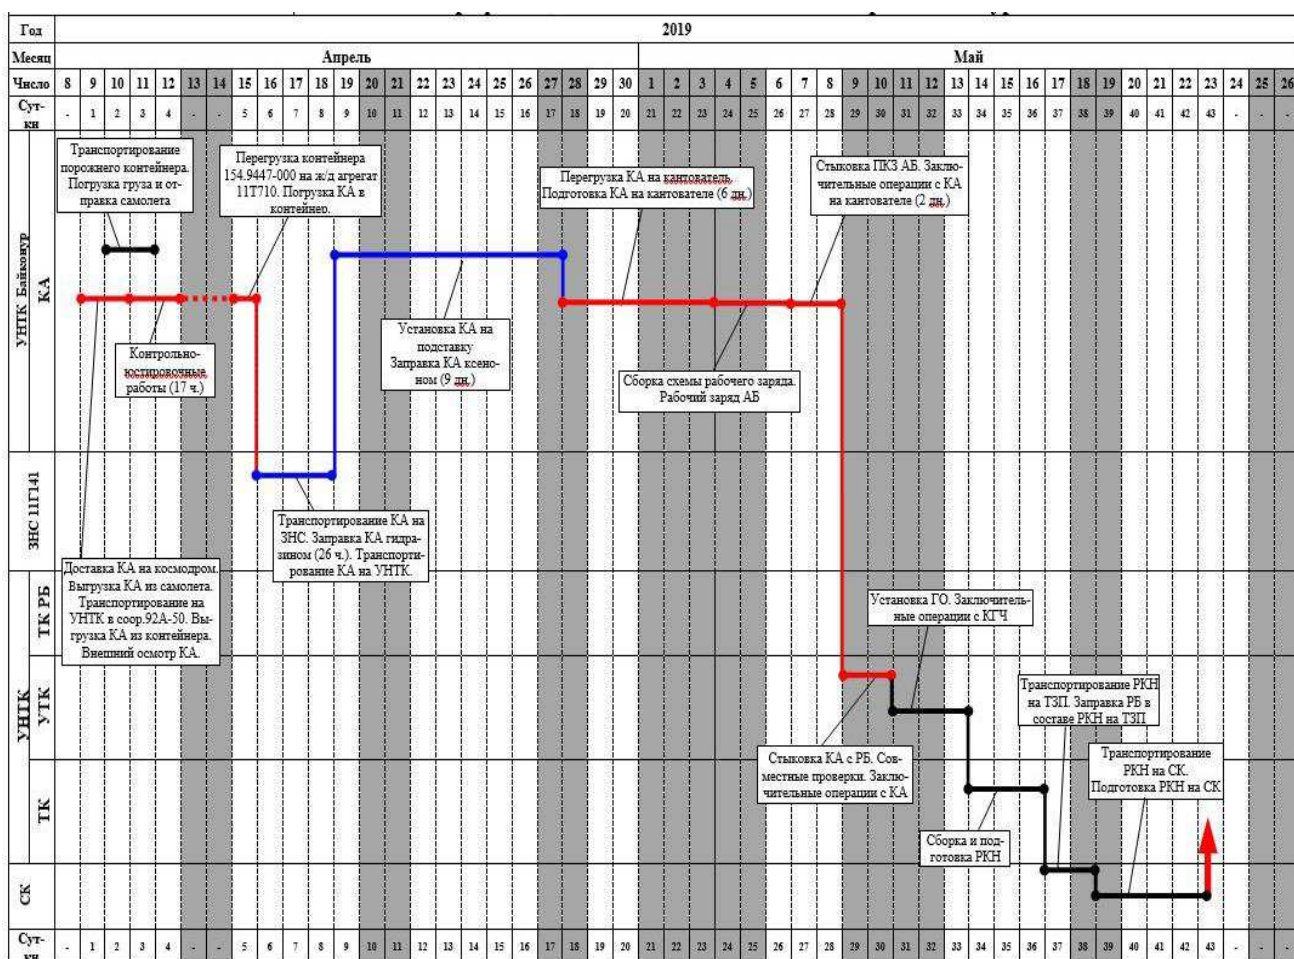 Год 2019
Месяц Апрель Май
Число 8 9 10 11 12 13 14 15 16 17 18 19 20 21 22 23 24 25 26 27 28 29 30 1 2 3 4 5 6 7 8 9 10 11 12 13 14 15 16 17 18 19 20 21 22 23 24 25 26
Сут-
ки
- 1 2 3 4 - - 5 6 7 8 9 10 11 12 13 14 15 16 17 18 19 20 21 22 23 24 25 26 27 28 29 30 31 32 33 34 35 36 37 38 39 40 41 42 43 - - -
УНТК Байконур
КА
Транспортирование
порожнего контейнера.
Погрузка груза и от-
правка самолета
Перегрузка контейнера
154.9447-000 на ж/д агрегат
11Т710. Погрузка КА в
контейнер.
Перегрузка КА на кантователь.
Подготовка КА на кантователе (6 дн.)
Стыковка ПКЗ АБ. Заклю-
чительные операции с КА
на кантователе (2 дн.)
Контрольно-
юстировочные
работы (17 ч.)
Установка КА на
подставку
Заправка КА ксено-
ном (9 дн.)
Сборка схемы рабочего заряда.
Рабочий заряд АБ
ЗНС 11Г141
Транспортирование КА на
ЗНС. Заправка КА гидра-
зином (26 ч.). Транспорти-
рование КА на УНТК.
Доставка КА на космодром.
Выгрузка КА из самолета.
Транспортирование на
УНТК в соор.92А-50. Вы-
грузка КА из контейнера.
Внешний осмотр КА.
УНТК
ТК РБ
Установка ГО. Заключитель-
ные операции с КГЧ
УТК
Транспортирование РКН
на ТЗП. Заправка РБ в
составе РКН на ТЗП
Стыковка КА с РБ. Сов-
местные проверки. Заклю-
чительные операции с КА
Транспортирование
РКН на СК.
Подготовка РКН на СК
ТК
Сборка и под-
готовка РКН
СК
Сут-
ки
- 1 2 3 4 - - 5 6 7 8 9 10 11 12 13 14 15 16 17 18 19 20 21 22 23 24 25 26 27 28 29 30 31 32 33 34 35 36 37 38 39 40 41 42 43 - - -